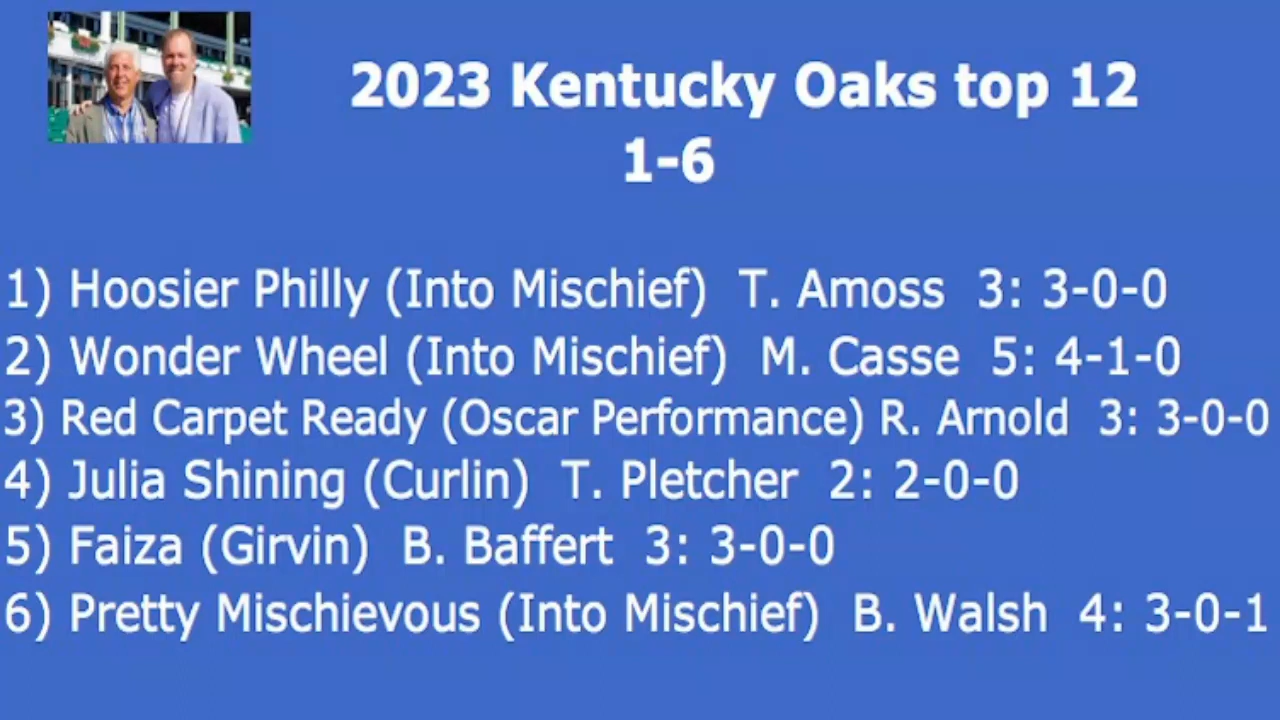 2023 Kentucky Oaks top 12
1-6
1) Hoosier Philly (Into Mischief) T. Amoss 3: 3-0-0
2) Wonder Wheel (Into Mischief) M. Casse 5: 4-1-0
3) Red Carpet Ready (Oscar Performance) R. Arnold 3: 3-0-0
4) Julia Shining (Curlin) T. Pletcher 2: 2-0-0
5) Faiza (Girvin) B. Baffert 3: 3-0-0
6) Pretty Mischievous (Into Mischief) B. Walsh 4: 3-0-1